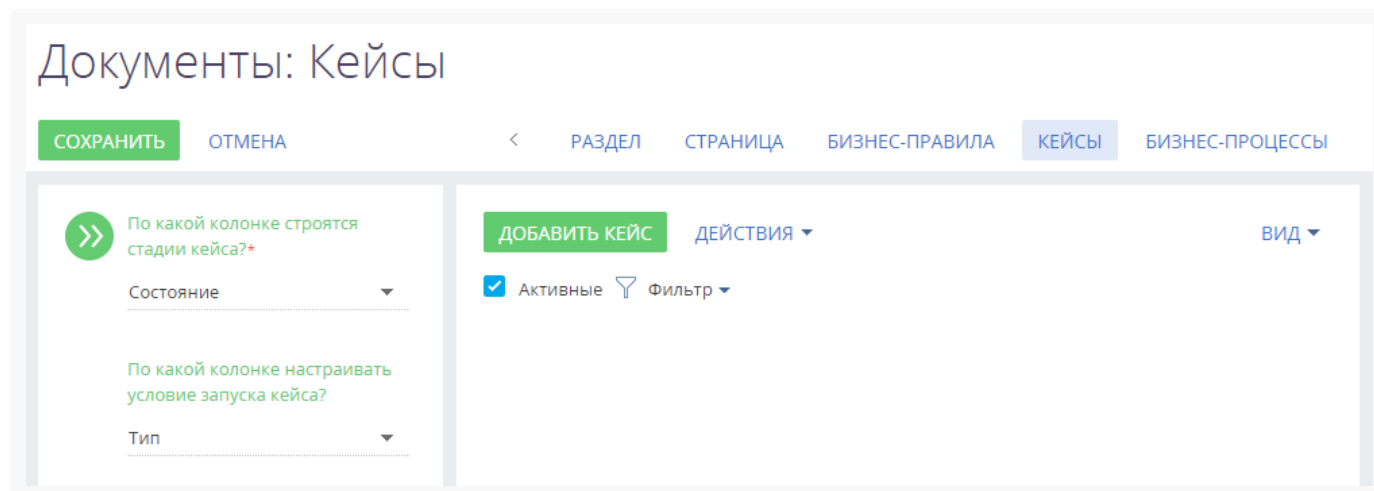 Документы: Кейсы
СОХРАНИТЬ ОТМЕНА < РАЗДЕЛ СТРАНИЦА БИЗНЕС-ПРАВИЛА КЕЙСЫ БИЗНЕС-ПРОЦЕССЫ
По какой колонке строятся
стадии кейса?*
Состояние
По какой колонке настраивать
условие запуска кейса?
Тип
ДОБАВИТЬ КЕЙС ДЕЙСТВИЯ ВИД
Активные Фильтр